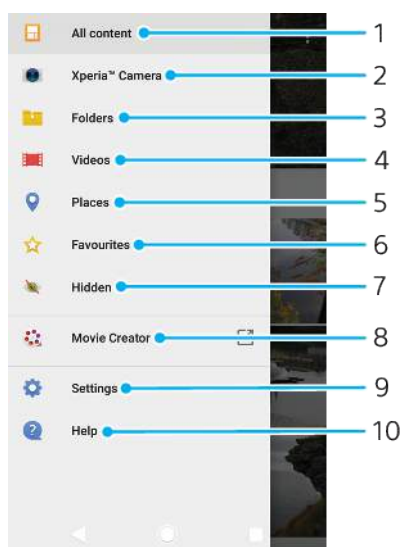 All content 1
Xperia™ Camera 2
Folders 3
Videos 4
Places 5
Favourites 6
Hidden 7
Movie Creator 8
Settings 9
Help 10